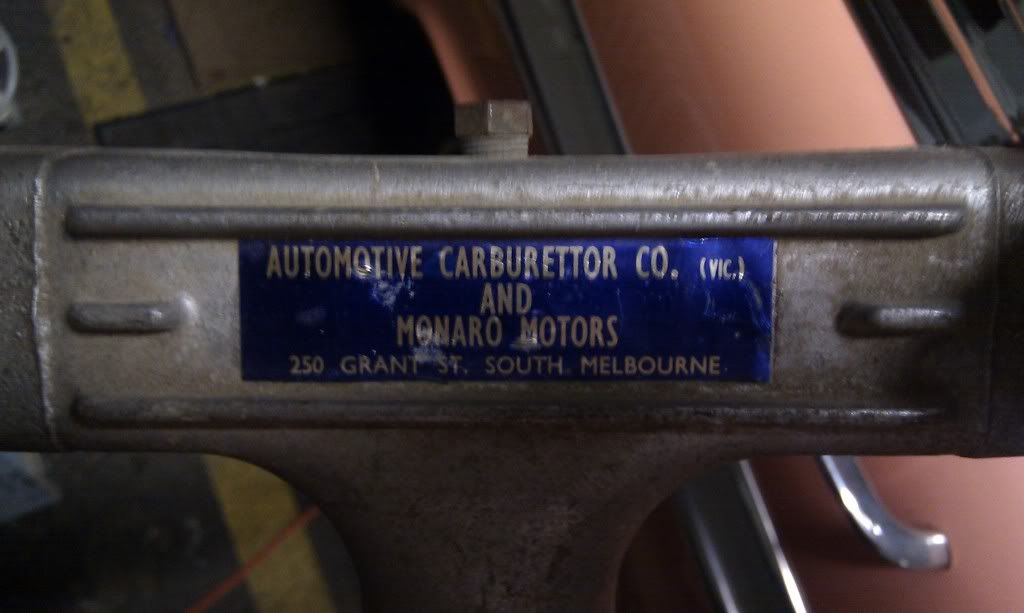 AUTOMOTIVE CARBURETTOR CO. (VIC.)
AND
MONARO MOTORS
250 GRANT ST. SOUTH MELBOURNE